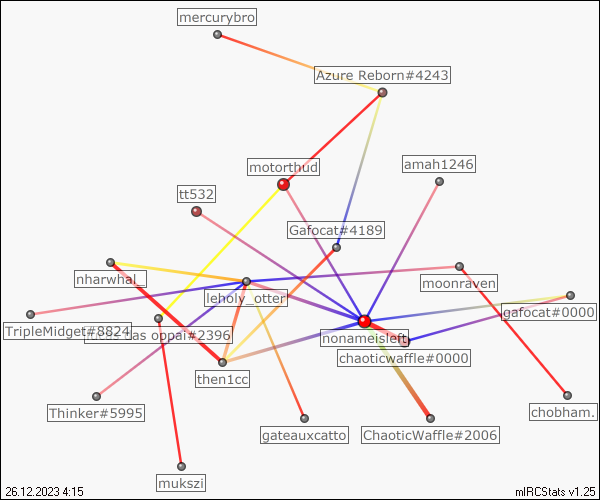 mercurybro
Azure Reborn#4243
amah1246
motorthud
tt532
Gafocat#4189
nharwhal_
moonraven
leholy_otter
gafocat#0000
TripleMidget#8824
das oppai#2396
nonameisleft
chaoticwaffle#0000
then1cc
Thinker#5995
chobham.
gateauxcatto
ChaoticWaffle#2006
mukszi
26.12.2023 4:15
mIRCStats v1.25